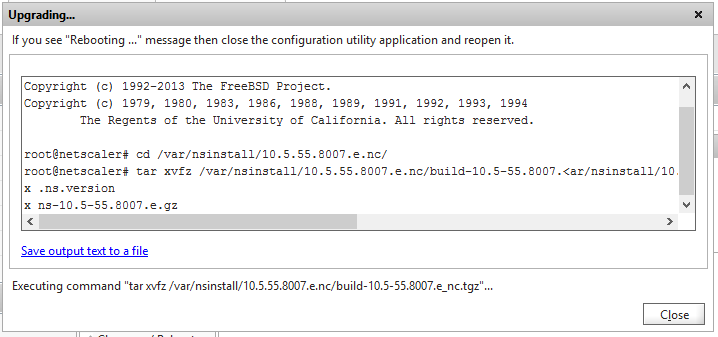 Upgrading...
If you see "Rebooting ..." message then close the configuration utility application and reopen it.
Copyright (c) 1992-2013 The FreeBSD Project.
Copyright (c) 1979, 1980, 1983, 1986, 1988, 1989, 1991, 1992, 1993, 1994
The Regents of the University of California. All rights reserved.
root@netscaler# cd /var/nsinstall/10.5.55.8007.e.nc/
root@netscaler# tar xvfz /var/nsinstall/10.5.55.8007.e.nc/build-10.5-55.8007.<ar/nsinstall/10.
x .ns.version
x ns-10.5-55.8007.e.gz
Save output text to a file
Executing command "tar xvfz /var/nsinstall/10.5.55.8007.e.nc/build-10.5-55.8007.e_nc.tgz"...
Close